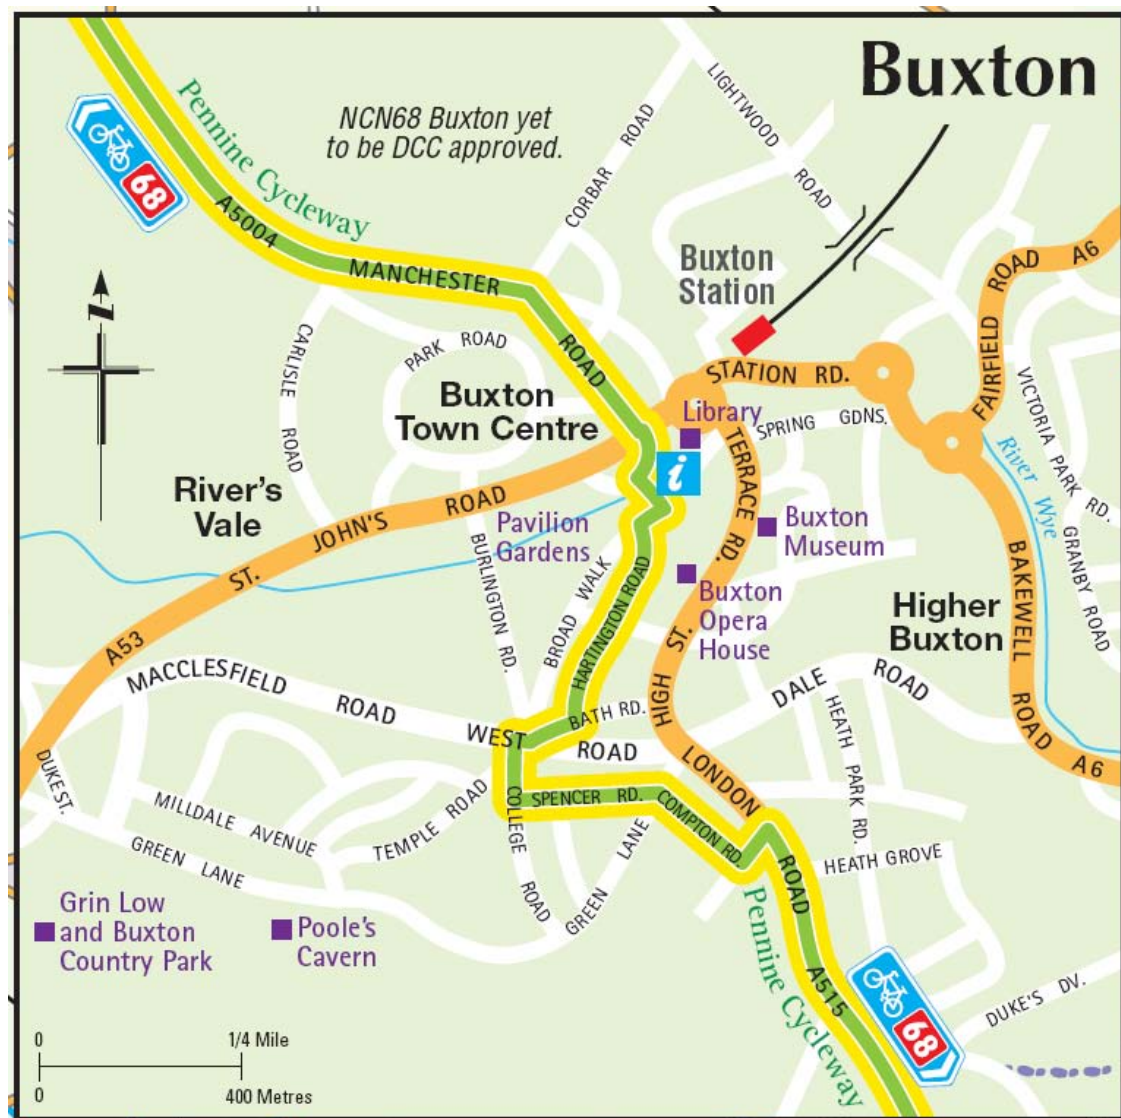 Buxton
LIGHTWOOD
ROAD
NCN68 Buxton yet
to be DCC approved.
Pennine Cycleway
68
CORBAR ROAD
A5004
MANCHESTER
ROAD
Buxton
Station
FAIRFIELD ROAD A6
N
CARLISLE ROAD
PARK ROAD
STATION RD.
Buxton
Town Centre
Library
SPRING GDNS.
VICTORIA PARK RD.
River Wye
River's
Vale
i
TERRACE RD.
A53
ST. JOHN'S ROAD
Pavilion
Gardens
Buxton
Museum
GRANBY ROAD
BURLINGTON RD.
BROAD WALK
HARTINGTON ROAD
Buxton
Opera
House
Higher
Buxton
BAKEWELL ROAD
A6
HIGH ST.
MACCLESFIELD ROAD
WEST ROAD
BATH RD.
DALE ROAD
HEATH PARK RD.
LONDON
ROAD
DUKE ST.
MILLDALE AVENUE
TEMPLE ROAD
COLLEGE ROAD
SPENCER RD.
COMPTON RD.
GREEN LANE
GREEN LANE
HEATH GROVE
Grin Low
and Buxton
Country Park
Poole's
Cavern
Pennine Cycleway
A515
68
DUKE'S DV.
0 1/4 Mile
0 400 Metres